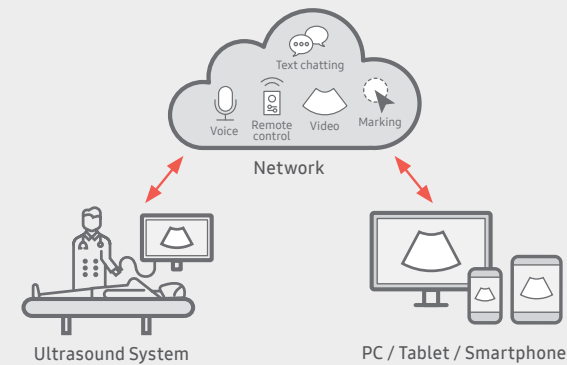 Text chatting
Voice
Remote
control
Video
Marking
Network
Ultrasound System
PC / Tablet / Smartphone